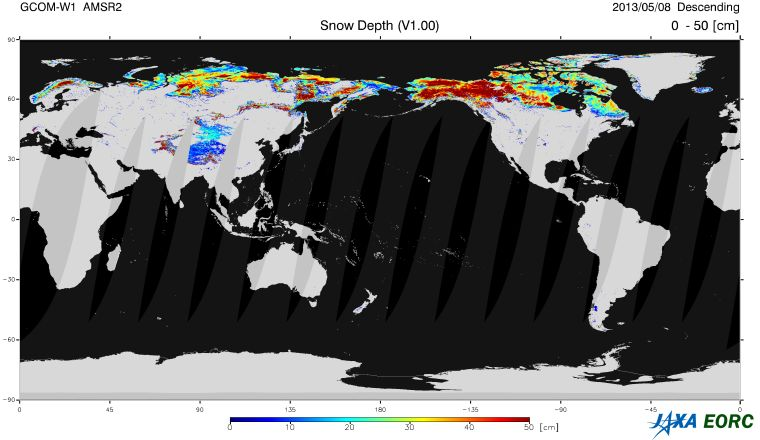 GCOM-W1 AMSR2 2013/05/08 Descending
Snow Depth (V1.00) 0 - 50 [cm]
90
60
30
0
-30
-60
-90
0 45 90 135 180 -135 -90 -45 0
0 10 20 30 40 50 [cm]
JAXA EORC